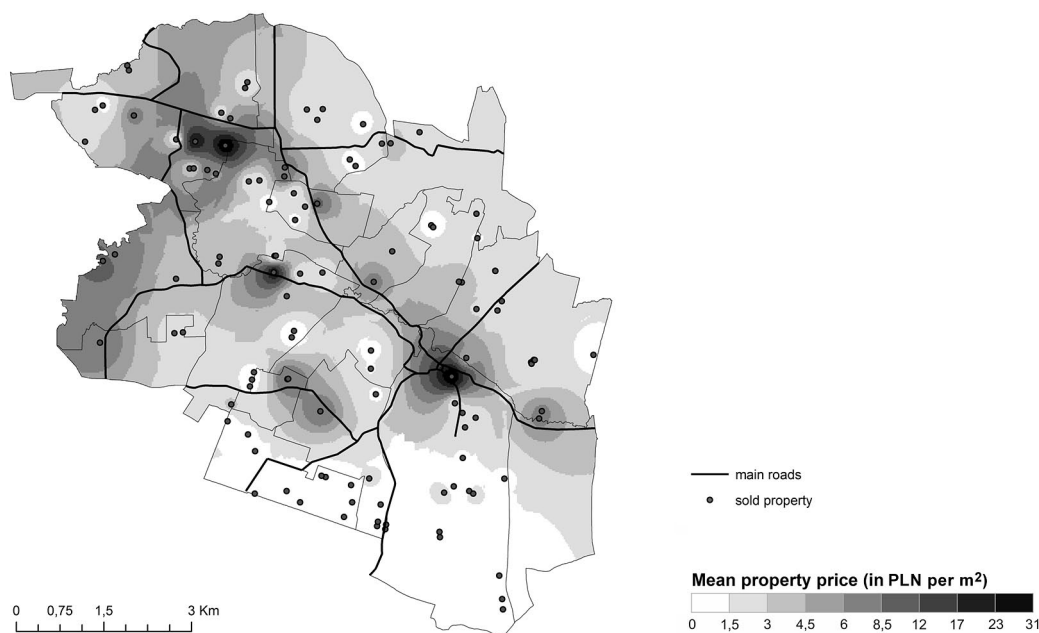 main roads
sold property
Mean property price (in PLN per m²)
0 1,5 3 4,5 6 8,5 12 17 23 31
0 0,75 1,5 3 Km